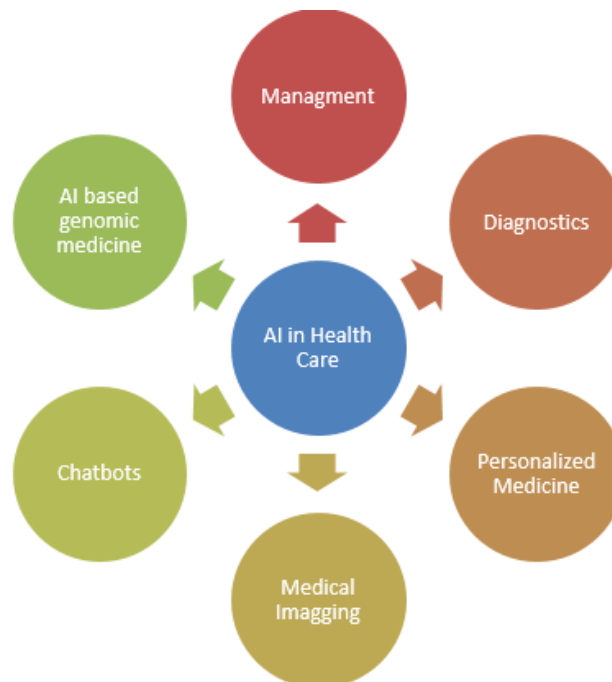 Managment
AI based
genomic
medicine
Diagnostics
AI in Health
Care
Chatbots
Personalized
Medicine
Medical
Imagging